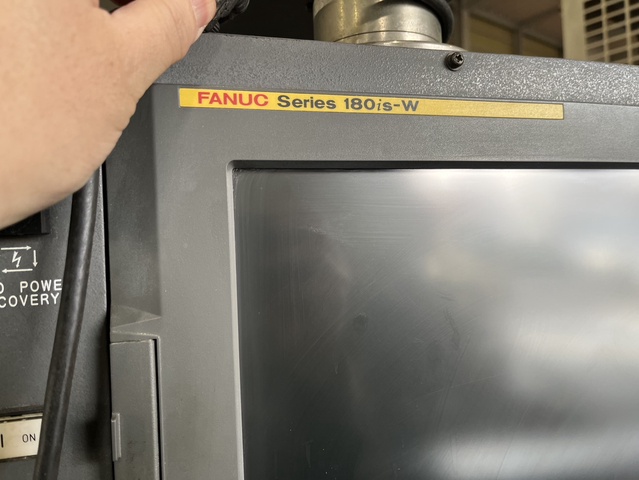 FANUC Series 180is-W
POWE
COVERY
ON